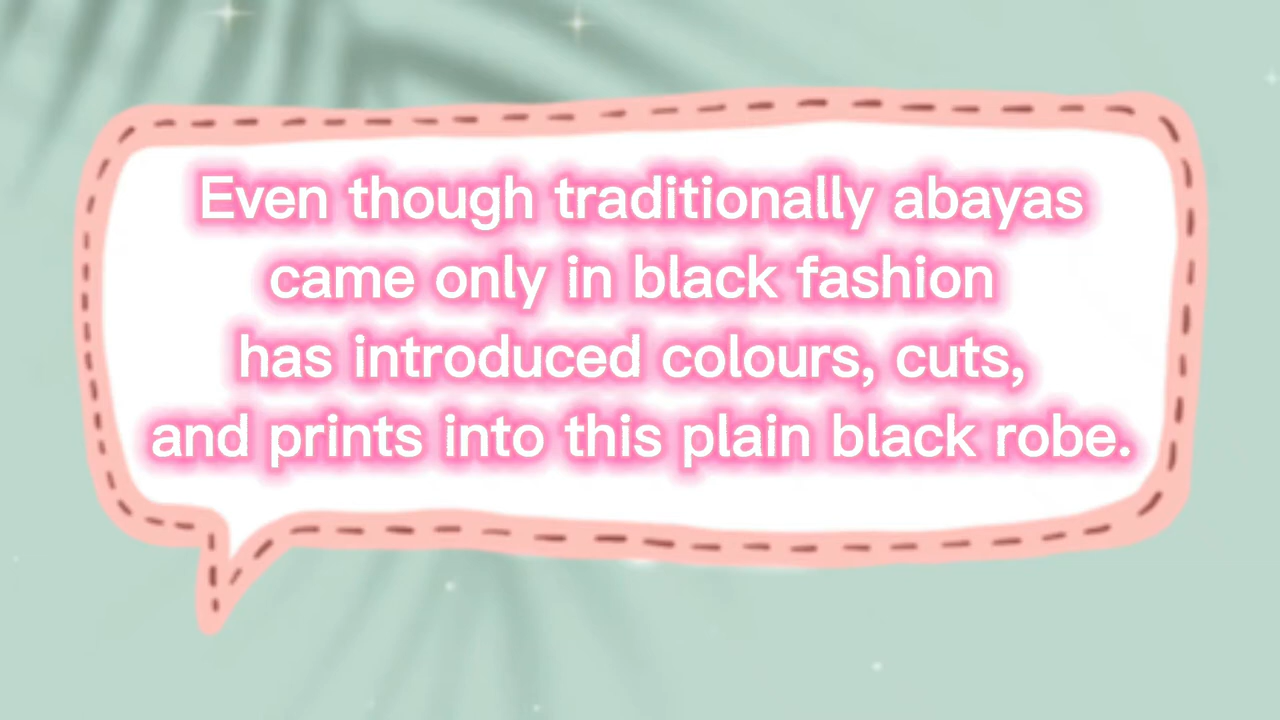 Even though traditionally abayas
came only in black fashion
has introduced colours, cuts,
and prints into this plain black robe.